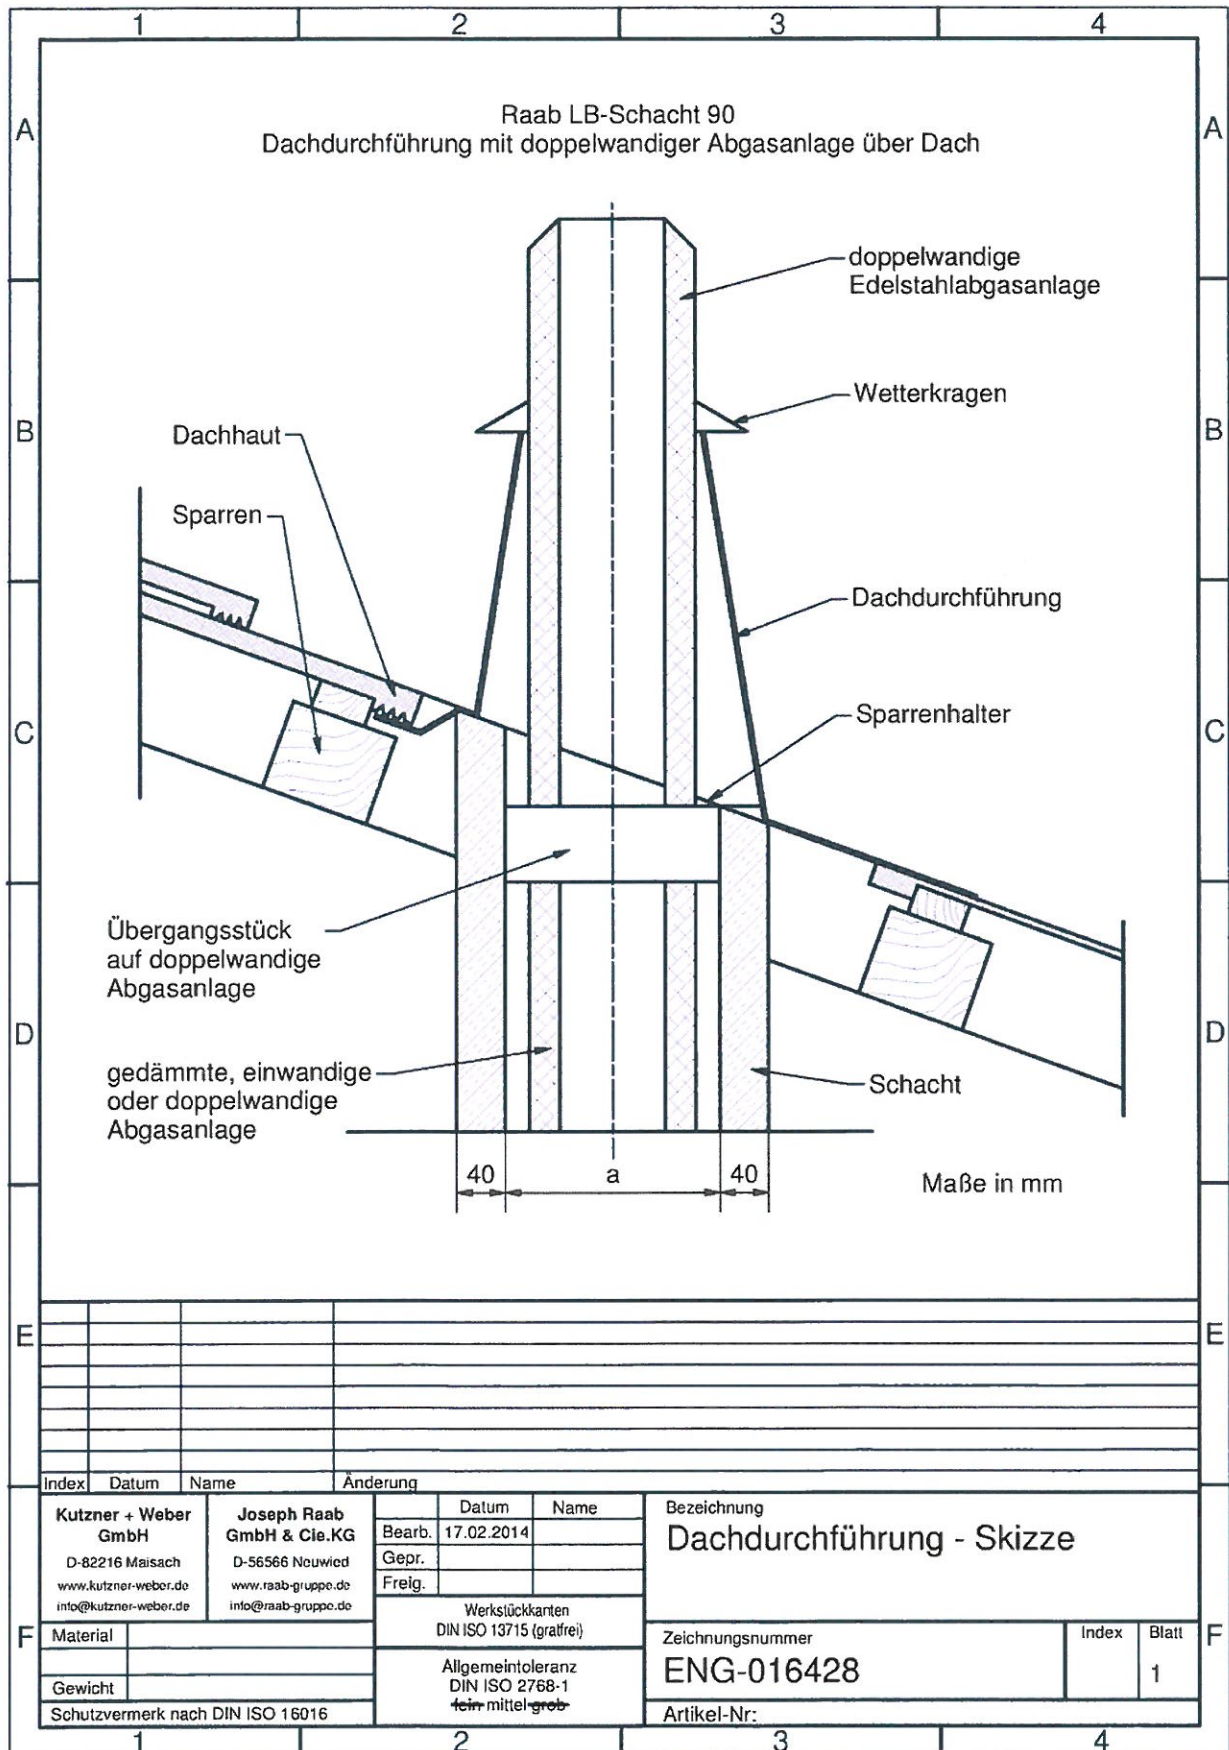 1 2 3 4
A A
Raab LB-Schacht 90
Dachdurchführung mit doppelwandiger Abgasanlage über Dach
doppelwandige
Edelstahlabgasanlage
Wetterkragen
B B
Dachhaut
Sparren
Dachdurchführung
Sparrenhalter
C C
Übergangsstück
auf doppelwandige
Abgasanlage
D D
gedämmte, einwandige
oder doppelwandige
Abgasanlage
Schacht
40 a 40
Maße in mm
E E
Index Datum Name Änderung
Kutzner + Weber
GmbH
D-82216 Maisach
www.kutzner-weber.de
info@kutzner-weber.de
Joseph Raab
GmbH & Cie.KG
D-56566 Neuwied
www.raab-gruppe.de
info@raab-gruppe.de
Datum Name
Bearb. 17.02.2014
Gepr.
Freig.
Werkstückkanten
DIN ISO 13715 (gratfrei)
Allgemeintoleranz
DIN ISO 2768-1
fein mittel grob
Bezeichnung
Dachdurchführung - Skizze
F F
Material
Gewicht
Schutzvermerk nach DIN ISO 16016
Zeichnungsnummer
ENG-016428
Index Blatt
1
Artikel-Nr:
1 2 3 4